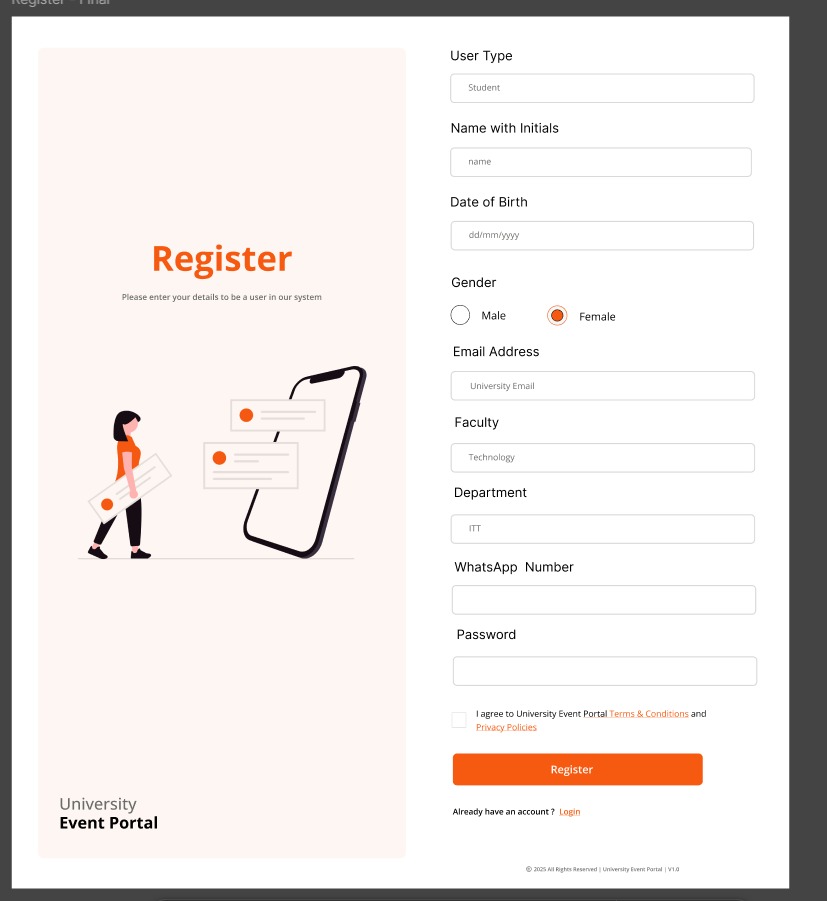 Register - Final
Register
Please enter your details to be a user in our system
University
Event Portal
User Type
Student
Name with Initials
name
Date of Birth
dd/mm/yyyy
Gender
Male
Female
Email Address
University Email
Faculty
Technology
Department
ITT
WhatsApp  Number
Password
I agree to University Event Portal Terms & Conditions and
Privacy Policies
Register
Already have an account ? Login
© 2025 All Rights Reserved | University Event Portal | V1.0